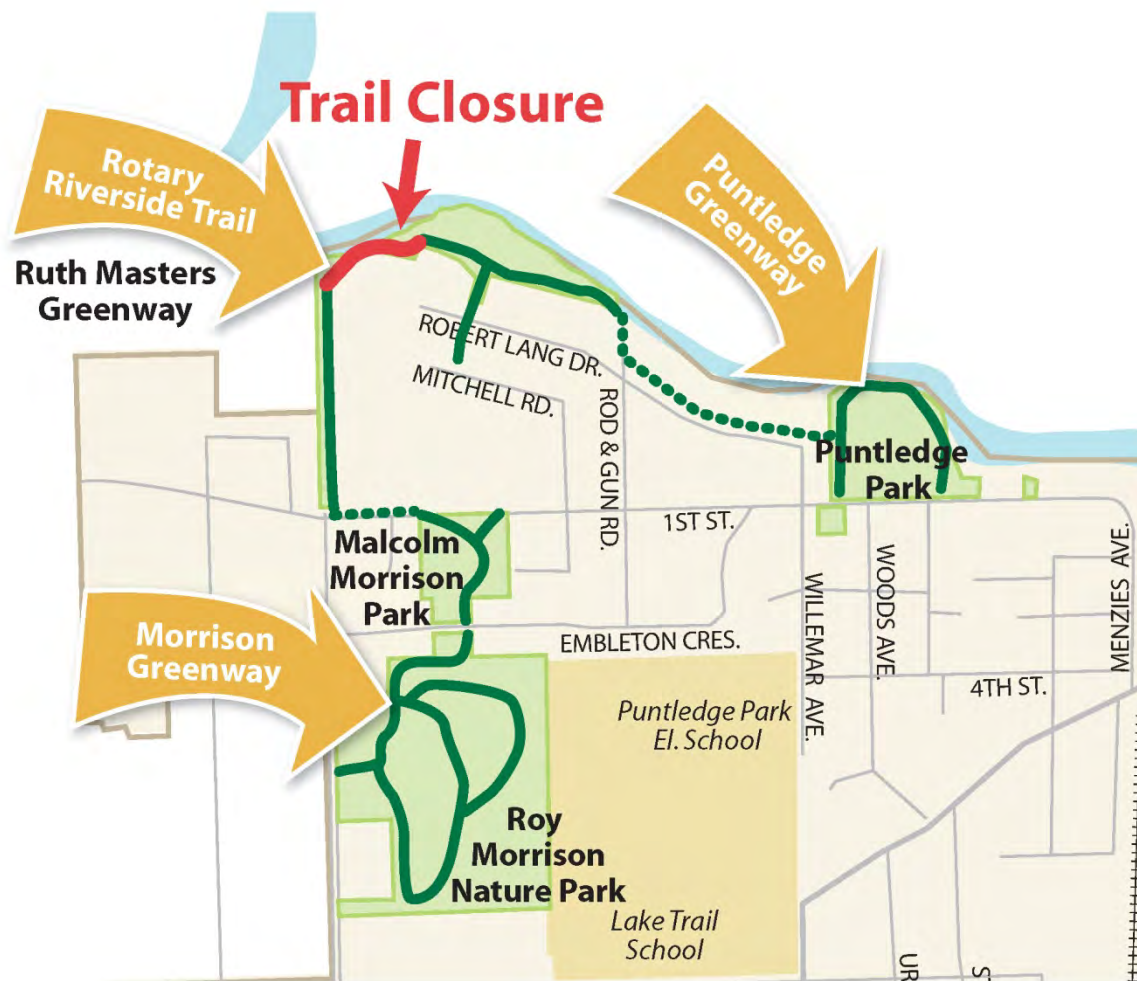 Trail Closure
Rotary
Riverside Trail
Ruth Masters
Greenway
Puntledge
Greenway
ROBERT LANG DR.
MITCHELL RD.
ROD & GUN RD.
Puntledge
Park
1ST ST.
Malcolm
Morrison
Park
WILLEMAR AVE.
WOODS AVE.
MENZIES AVE.
Morrison
Greenway
EMBLETON CRES.
4TH ST.
Puntledge Park
El. School
Roy
Morrison
Nature Park
Lake Trail
School
UR
ST